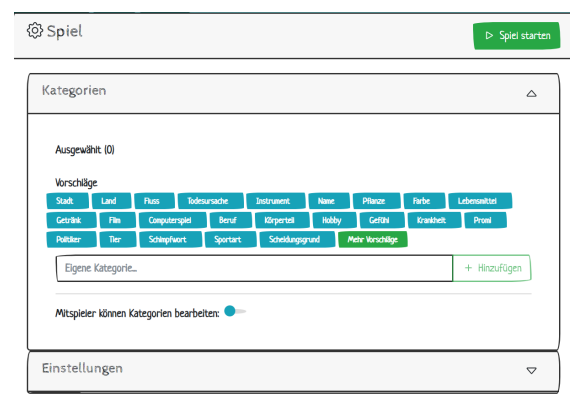 Spiel
Spiel starten
Kategorien
Ausgewählt (0)
Vorschläge
Stadt Land Fluss Todesursache Instrument Name Pflanze Farbe Lebensmittel
Getränk Film Computerspiel Beruf Körperteil Hobby Gefühl Krankheit Promi
Politiker Tier Schimpfwort Sportart Scheidungsgrund Mehr Vorschläge
Eigene Kategorie...
+ Hinzufügen
Mitspieler können Kategorien bearbeiten:
Einstellungen